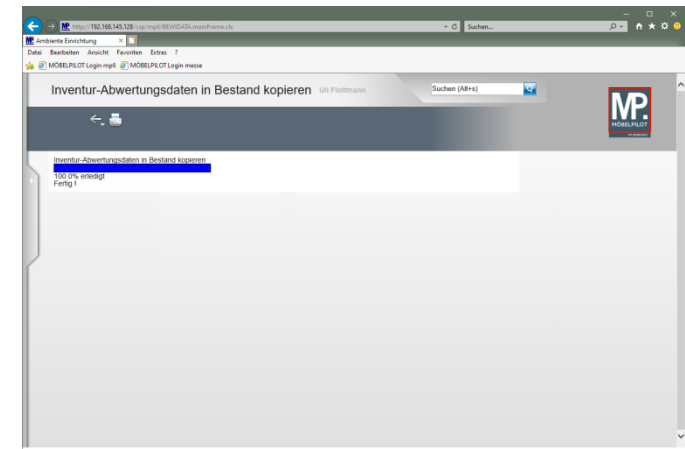 http://192.168.145.128/csp/mp6/BEWIDATA.mainFrame.cls
Suchen...
Ambiente Einrichtung
Datei Bearbeiten Ansicht Favoriten Extras ?
MÖBELPILOT Login mp6 MÖBELPILOT Login messe
Inventur-Abwertungsdaten in Bestand kopieren Uli Flottmann
Suchen (Alt+s)
MP.
MÖBELPILOT
Inventur-Abwertungsdaten in Bestand kopieren
100.0% erledigt
Fertig !